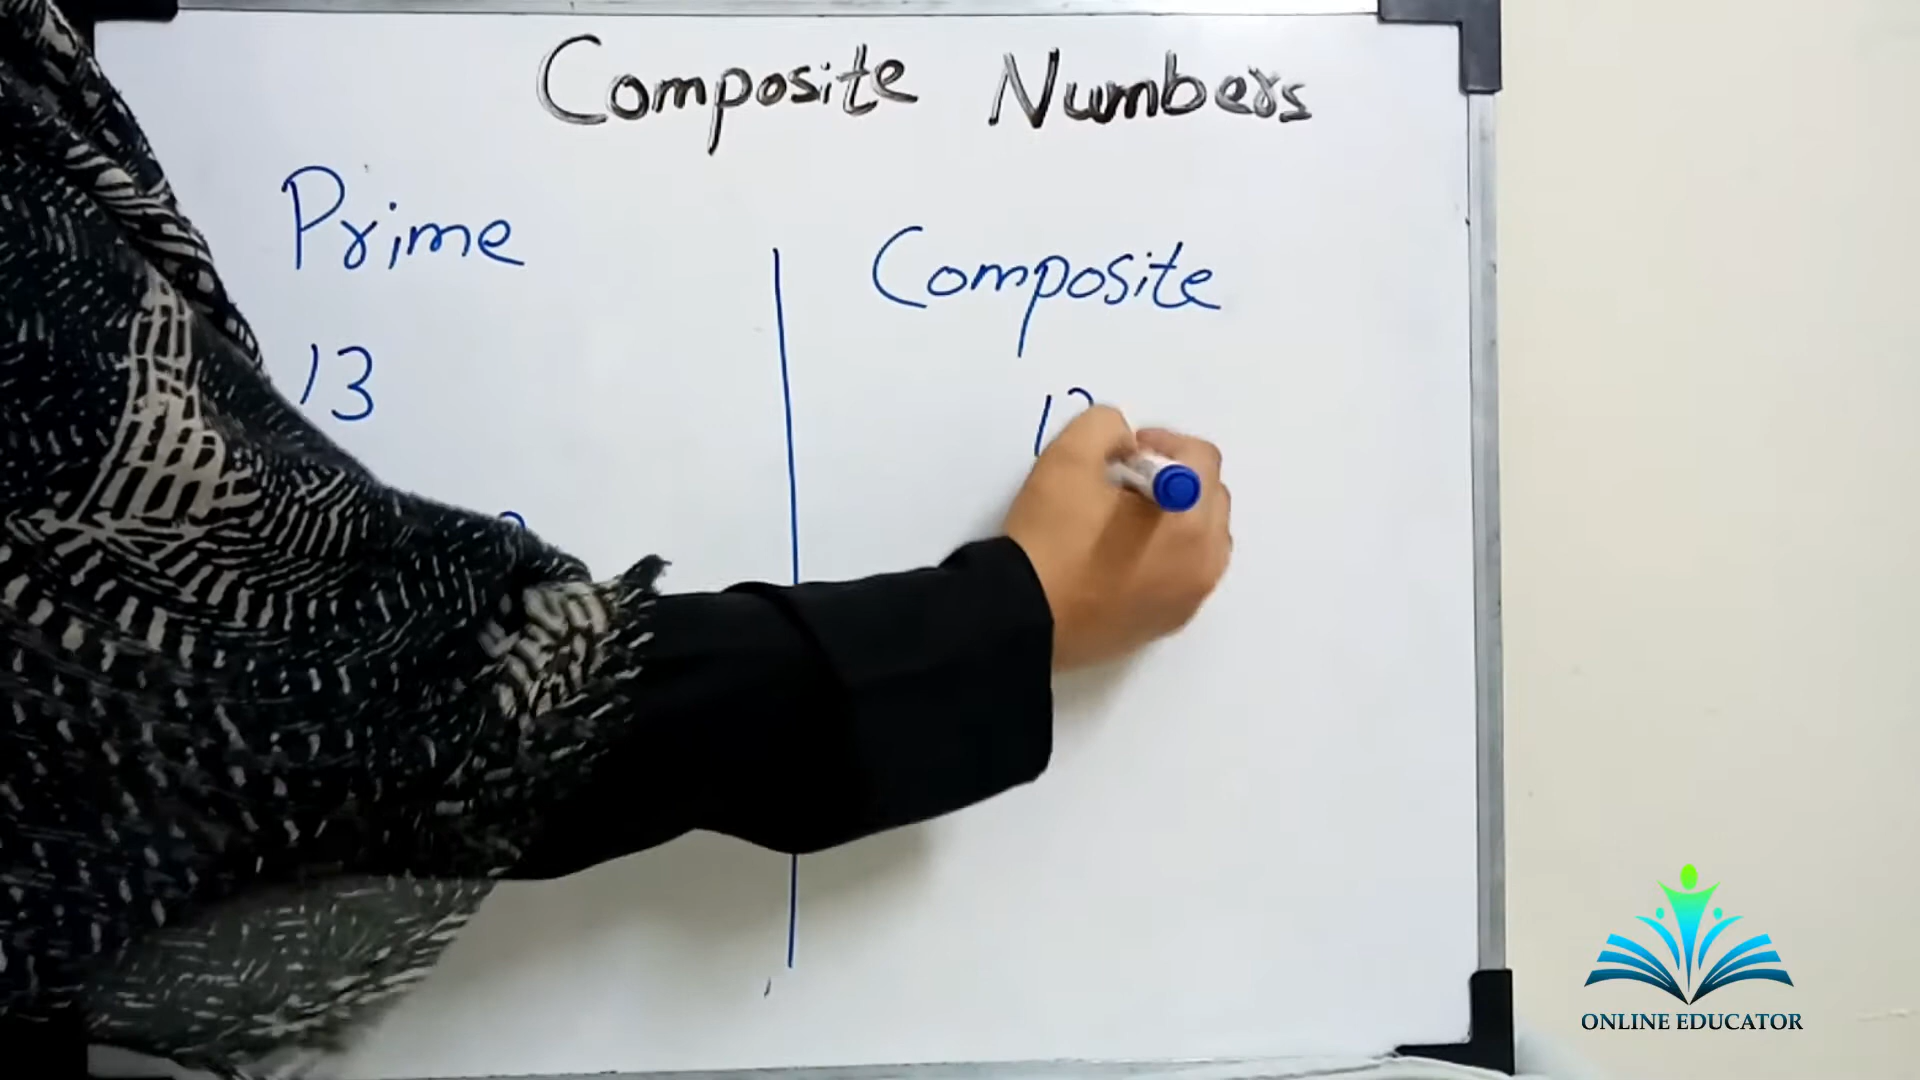 Composite Numbers
Prime
Composite
13
ONLINE EDUCATOR